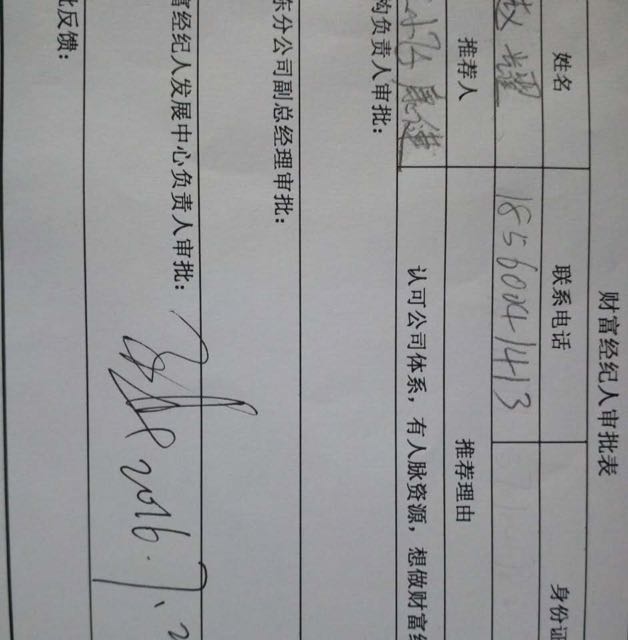 财富经纪人审批表
姓名 联系电话 身份证
赵耀 18560041413
推荐人 推荐理由
康健 认可公司体系，有人脉资源，想做财富
构负责人审批：
东分公司副总经理审批：
富经纪人发展中心负责人审批：
2016.7.2
批反馈：